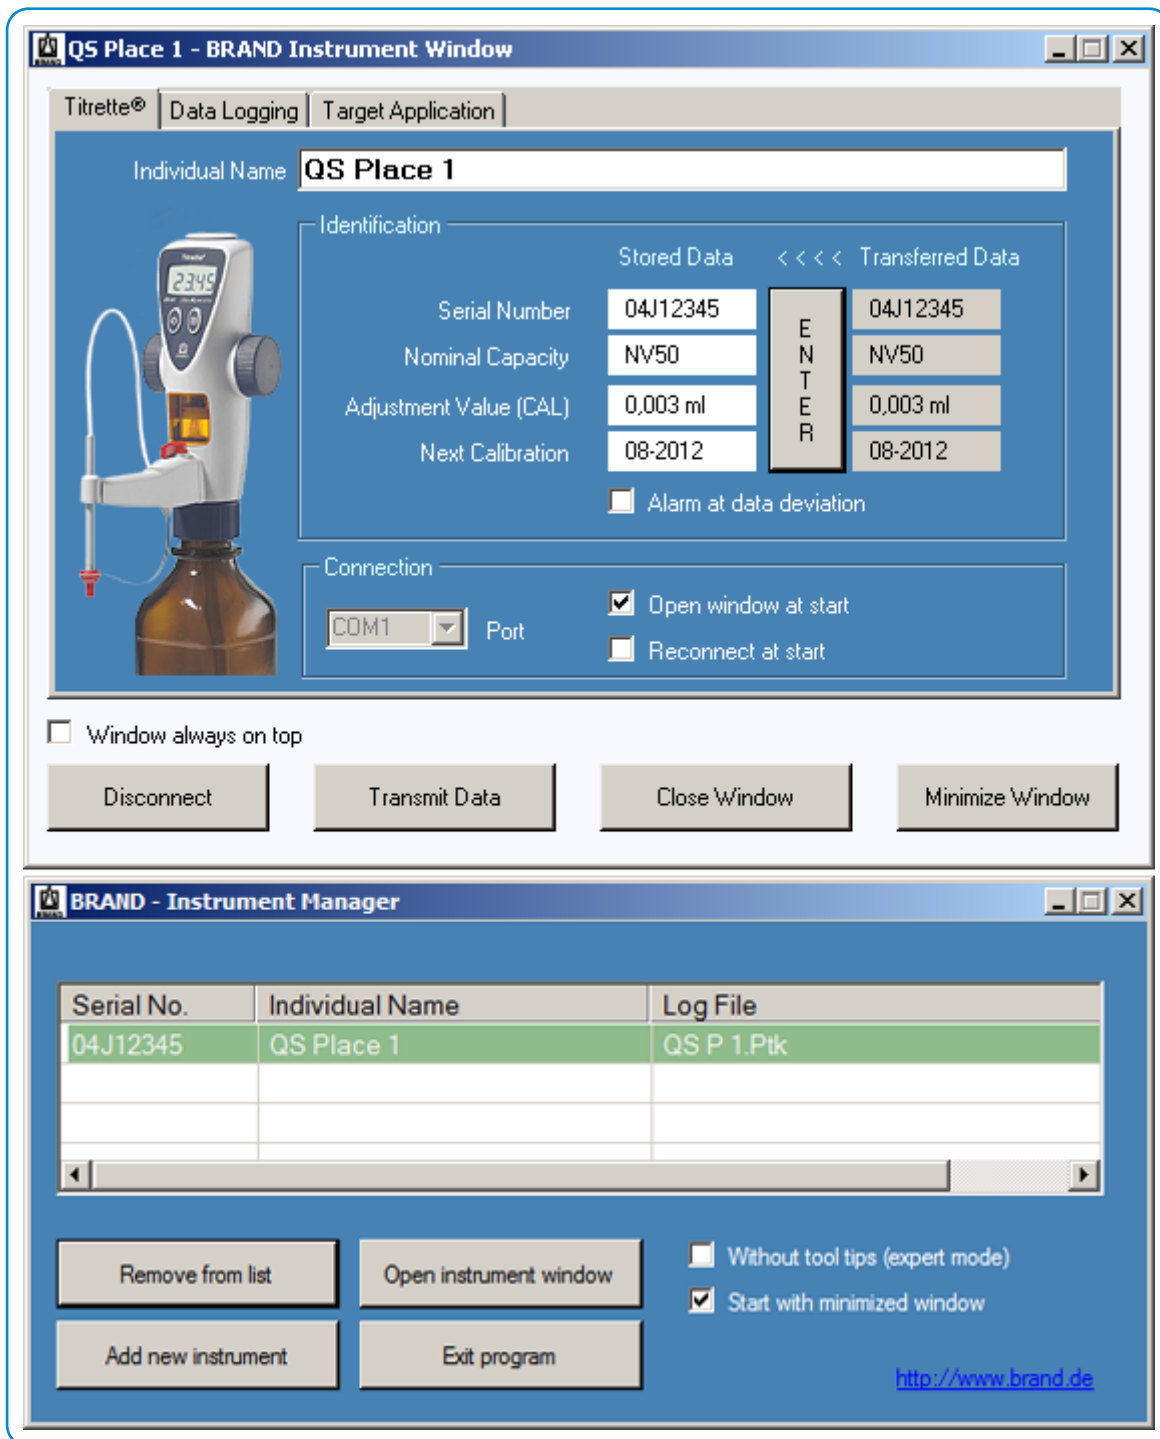 QS Place 1 - BRAND Instrument Window
Titrette® Data Logging Target Application
Individual Name QS Place 1
Identification
Stored Data < < < < Transferred Data
Serial Number 04J12345 04J12345
Nominal Capacity NV50 NV50
Adjustment Value (CAL) 0,003 ml 0,003 ml
Next Calibration 08-2012 08-2012
ENTER
Alarm at data deviation
23.45
Connection
COM1 Port
Open window at start
Reconnect at start
Window always on top
Disconnect Transmit Data Close Window Minimize Window
BRAND - Instrument Manager
Serial No. Individual Name Log File
04J12345 QS Place 1 QS P 1.Ptk
Remove from list Open instrument window
Without tool tips (expert mode)
Start with minimized window
Add new instrument Exit program
http://www.brand.de